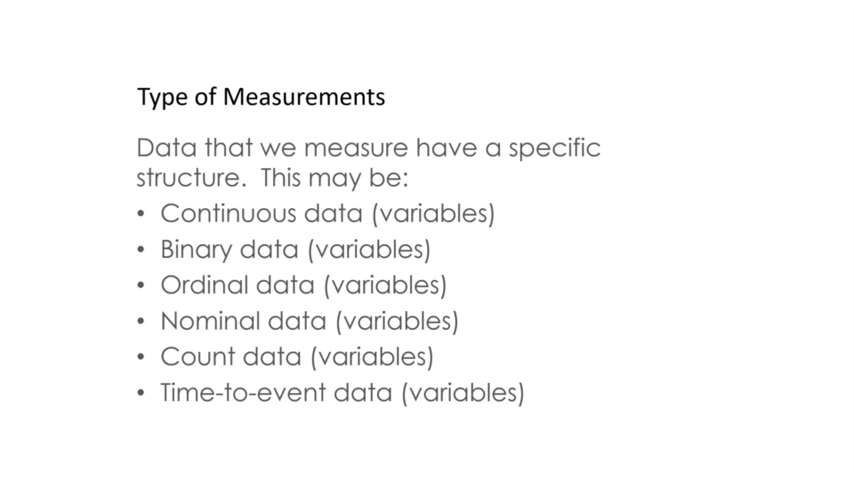 Type of Measurements
Data that we measure have a specific
structure.  This may be:
• Continuous data (variables)
• Binary data (variables)
• Ordinal data (variables)
• Nominal data (variables)
• Count data (variables)
• Time-to-event data (variables)